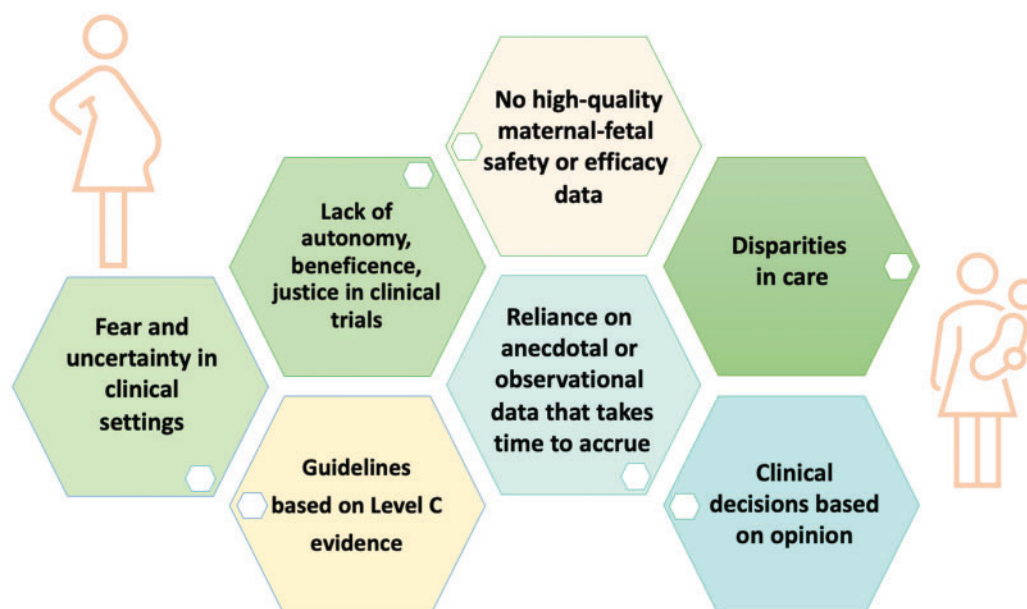 No high-quality
maternal-fetal
safety or efficacy
data
Lack of
autonomy,
beneficence,
justice in clinical
trials
Disparities
in care
Fear and
uncertainty in
clinical
settings
Reliance on
anecdotal or
observational
data that takes
time to accrue
Guidelines
based on Level C
evidence
Clinical
decisions based
on opinion